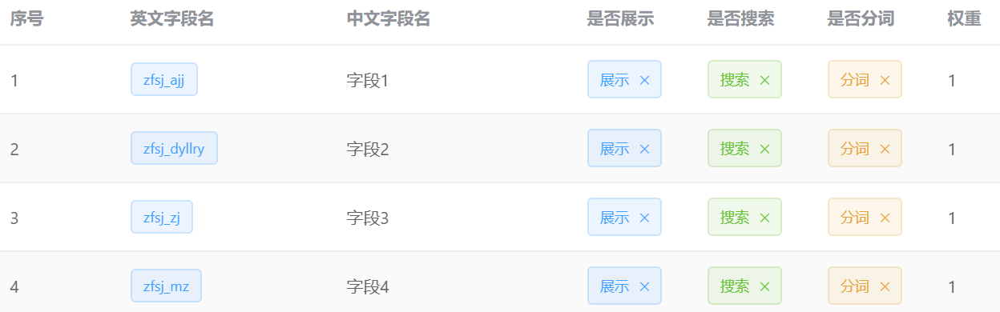 序号 英文字段名 中文字段名 是否展示 是否搜索 是否分词 权重
1 zfsj_ajj 字段1 展示 × 搜索 × 分词 × 1
2 zfsj_dyllry 字段2 展示 × 搜索 × 分词 × 1
3 zfsj_zj 字段3 展示 × 搜索 × 分词 × 1
4 zfsj_mz 字段4 展示 × 搜索 × 分词 × 1